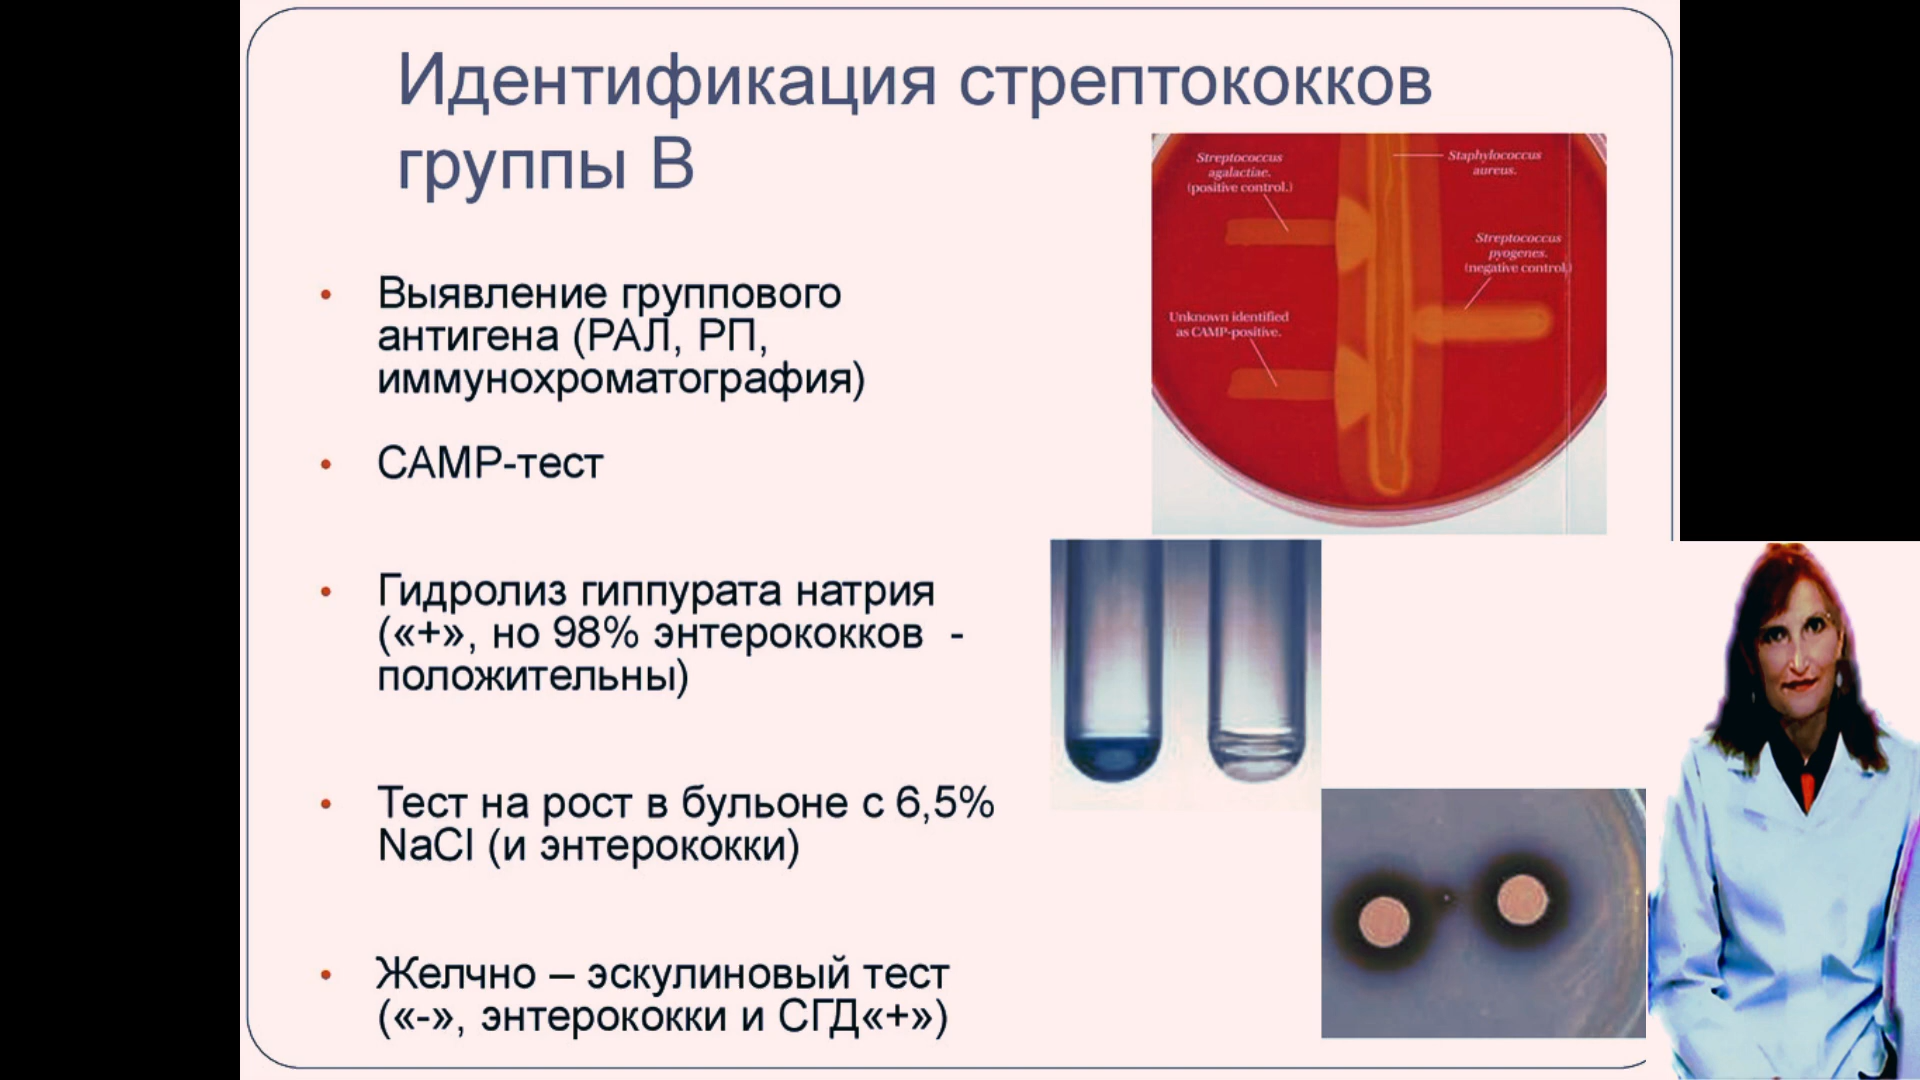 Идентификация стрептококков
группы В
Streptococcus
agalactiae.
(positive control.)
Staphylococcus
aureus.
Streptococcus
pyogenes.
(negative control.)
Unknown identified
as CAMP-positive.
• Выявление группового
антигена (РАЛ, РП,
иммунохроматография)
• САМР-тест
• Гидролиз гиппурата натрия
(«+», но 98% энтерококков -
положительны)
• Тест на рост в бульоне с 6,5%
NaCl (и энтерококки)
• Желчно – эскулиновый тест
(«-», энтерококки и СГД«+»)